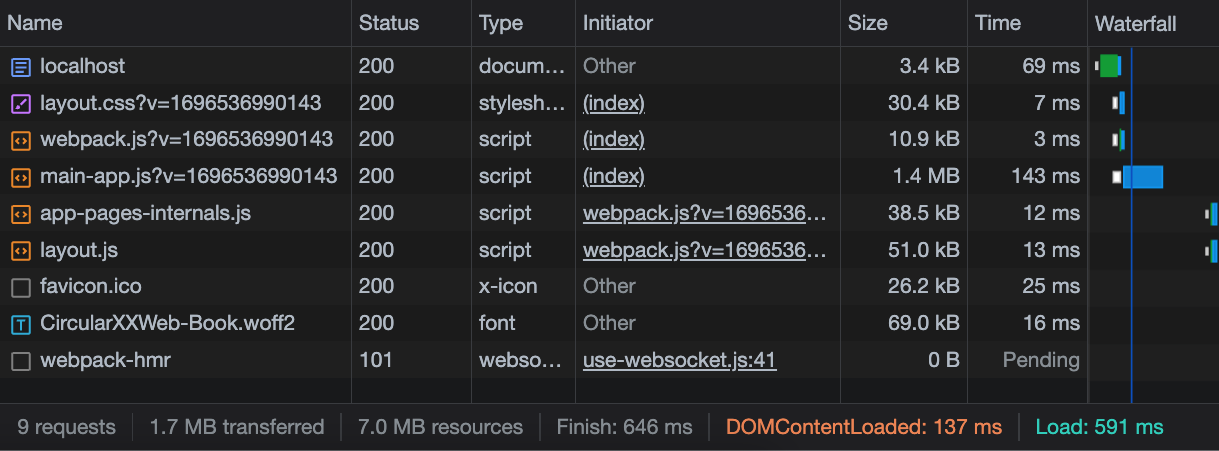 Name Status Type Initiator Size Time Waterfall
localhost 200 docum... Other 3.4 kB 69 ms
layout.css?v=1696536990143 200 stylesh... (index) 30.4 kB 7 ms
webpack.js?v=1696536990143 200 script (index) 10.9 kB 3 ms
main-app.js?v=1696536990143 200 script (index) 1.4 MB 143 ms
app-pages-internals.js 200 script webpack.js?v=1696536... 38.5 kB 12 ms
layout.js 200 script webpack.js?v=1696536... 51.0 kB 13 ms
favicon.ico 200 x-icon Other 26.2 kB 25 ms
CircularXXWeb-Book.woff2 200 font Other 69.0 kB 16 ms
webpack-hmr 101 webso... use-websocket.js:41 0 B Pending
9 requests 1.7 MB transferred 7.0 MB resources Finish: 646 ms DOMContentLoaded: 137 ms Load: 591 ms